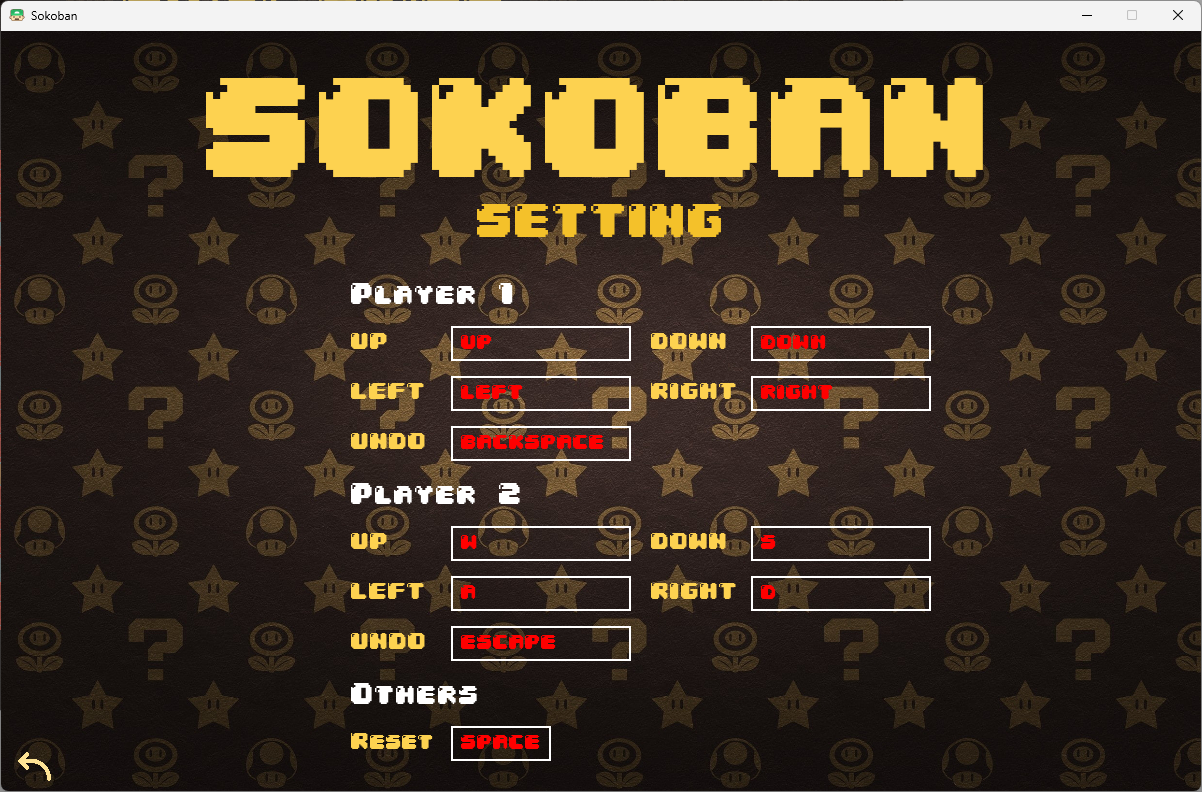 Sokoban
SOKOBAN
SETTING
Player 1
UP UP DOWN DOWN
LEFT LEFT RIGHT RIGHT
UNDO BACKSPACE
Player 2
UP W DOWN S
LEFT A RIGHT D
UNDO ESCAPE
Others
Reset SPACE